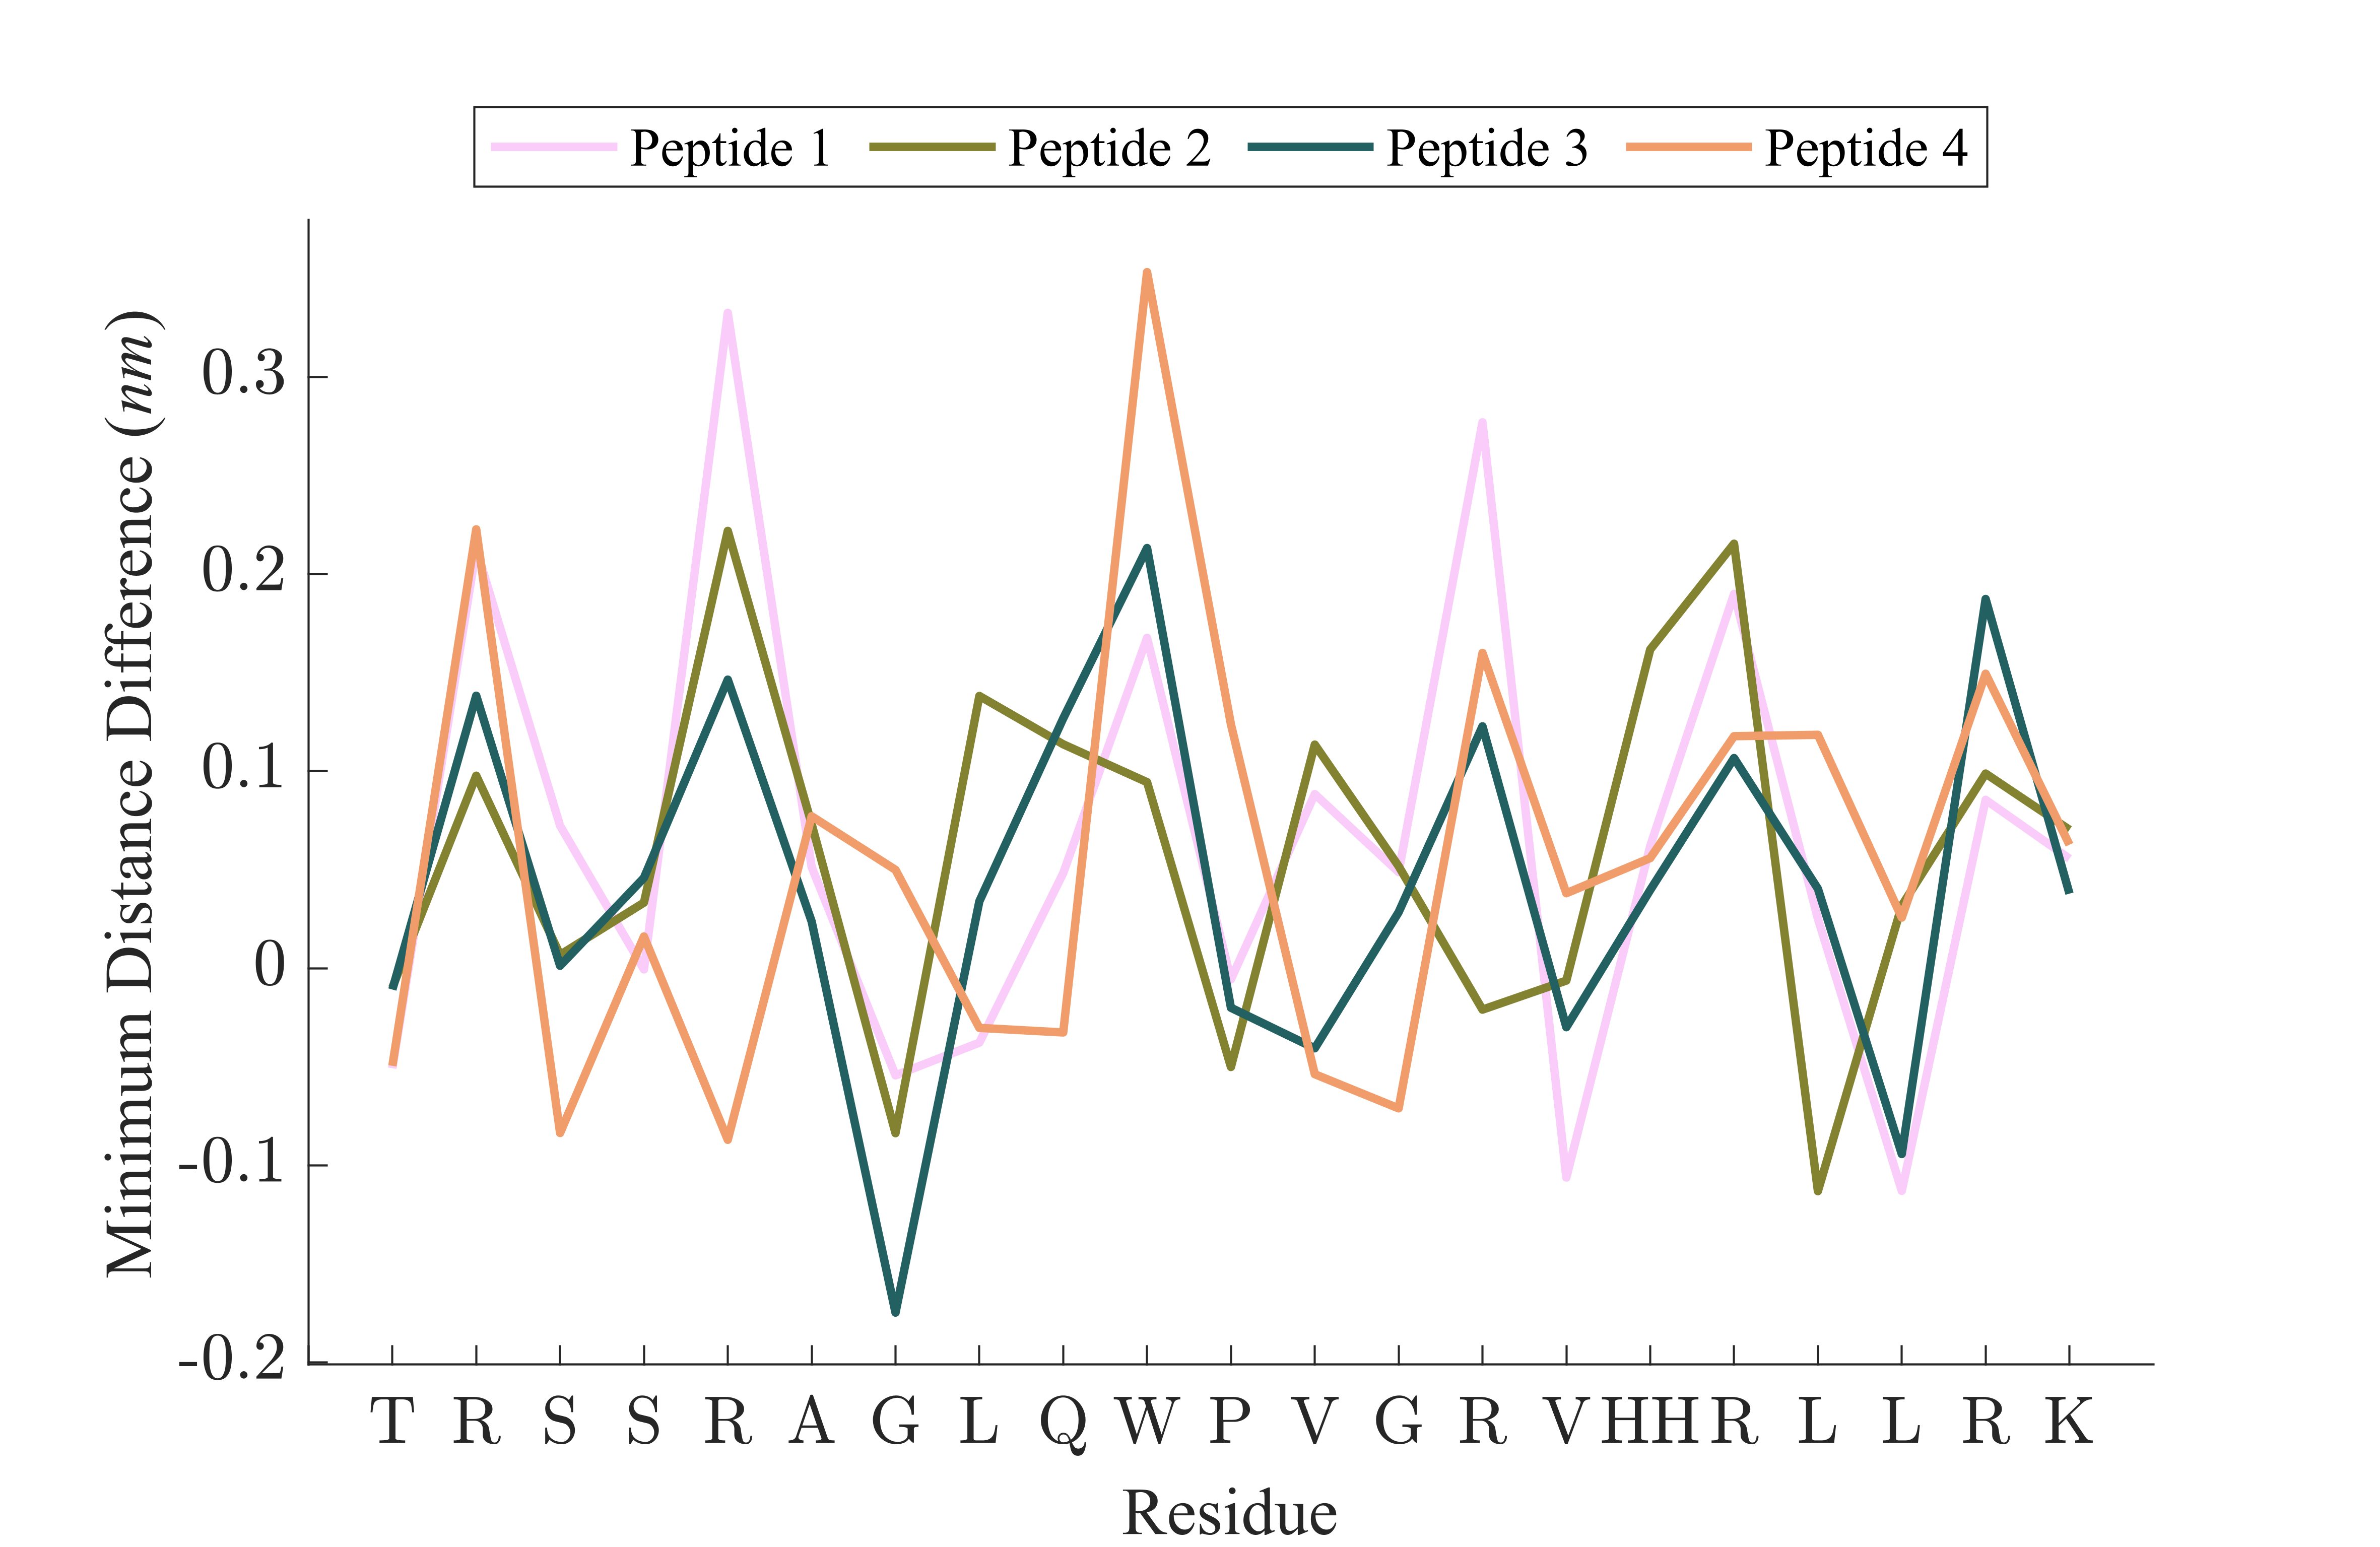 Peptide 1 Peptide 2 Peptide 3 Peptide 4
Minimum Distance Difference (nm)
0.3
0.2
0.1
0
-0.1
-0.2
T R S S R A G L Q W P V G R V HHH R L L R K
Residue